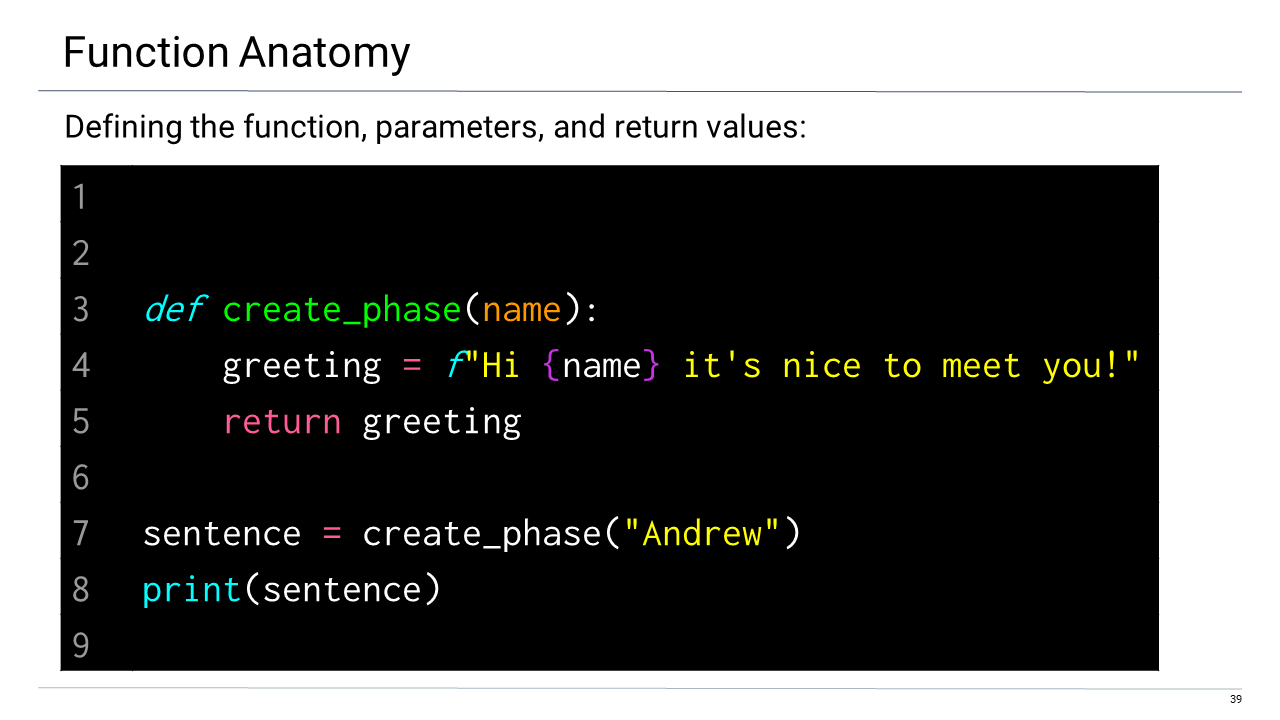 Function Anatomy
Defining the function, parameters, and return values:
1
2
3 def create_phase(name):
4     greeting = f"Hi {name} it's nice to meet you!"
5     return greeting
6
7 sentence = create_phase("Andrew")
8 print(sentence)
9
39